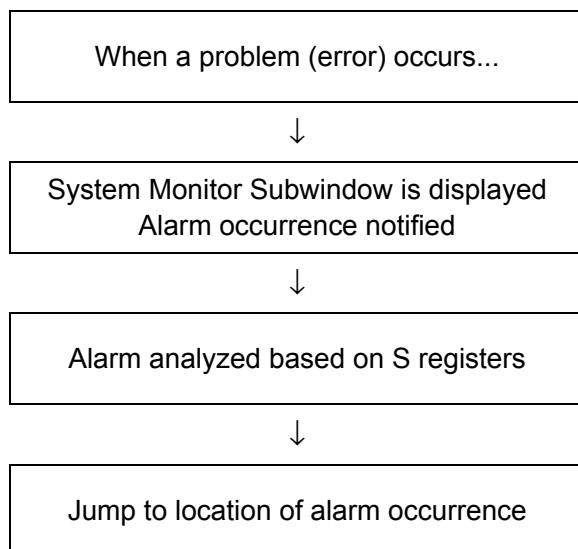 When a problem (error) occurs...
↓
System Monitor Subwindow is displayed
Alarm occurrence notified
↓
Alarm analyzed based on S registers
↓
Jump to location of alarm occurrence